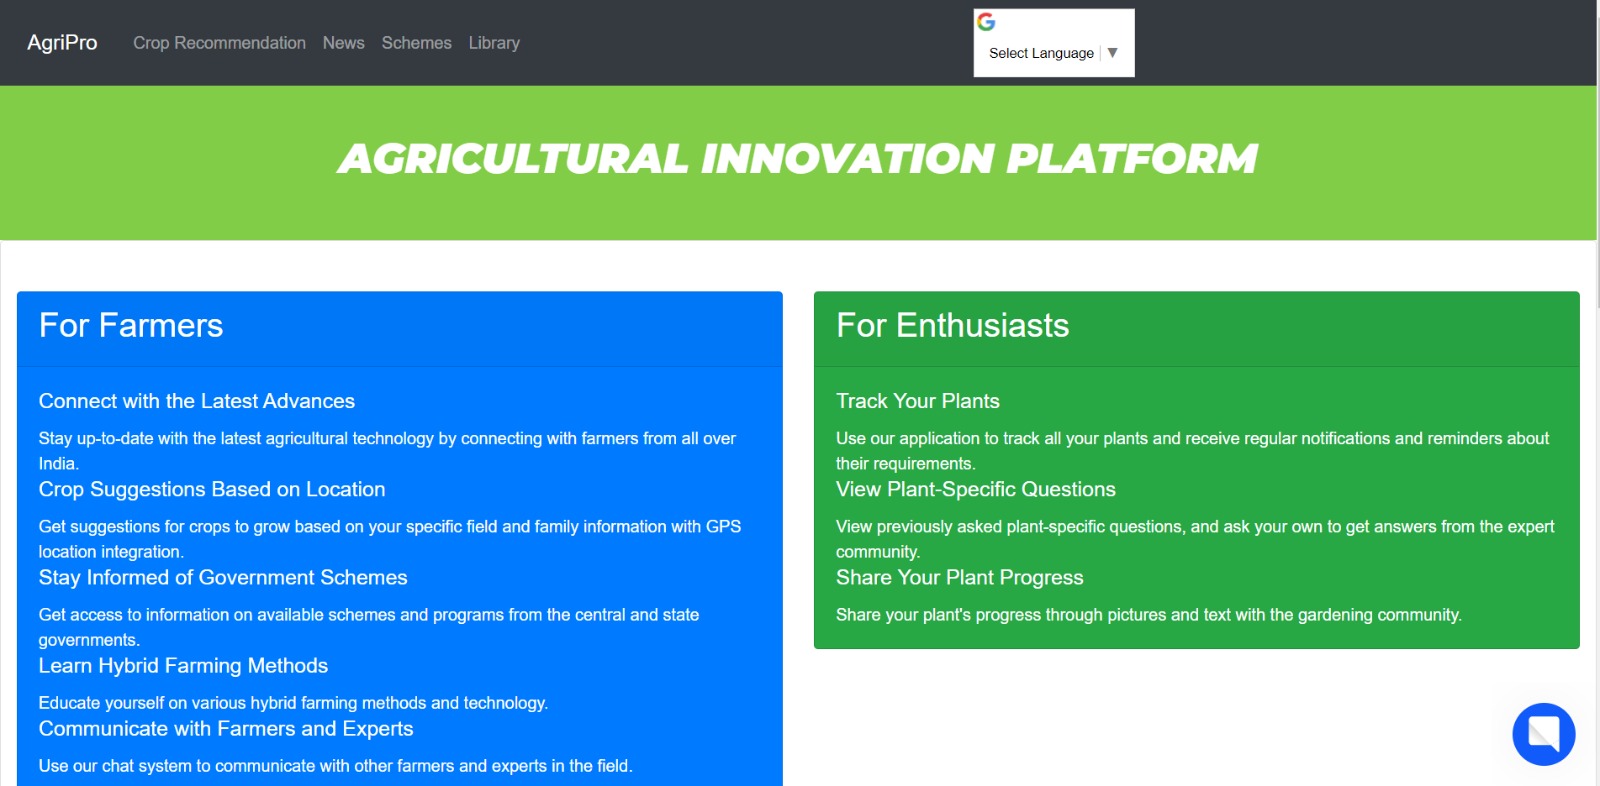 AgriPro
Crop Recommendation
News
Schemes
Library
Select Language
AGRICULTURAL INNOVATION PLATFORM
For Farmers
Connect with the Latest Advances
Stay up-to-date with the latest agricultural technology by connecting with farmers from all over
India.
Crop Suggestions Based on Location
Get suggestions for crops to grow based on your specific field and family information with GPS
location integration.
Stay Informed of Government Schemes
Get access to information on available schemes and programs from the central and state
governments.
Learn Hybrid Farming Methods
Educate yourself on various hybrid farming methods and technology.
Communicate with Farmers and Experts
Use our chat system to communicate with other farmers and experts in the field.
For Enthusiasts
Track Your Plants
Use our application to track all your plants and receive regular notifications and reminders about
their requirements.
View Plant-Specific Questions
View previously asked plant-specific questions, and ask your own to get answers from the expert
community.
Share Your Plant Progress
Share your plant's progress through pictures and text with the gardening community.